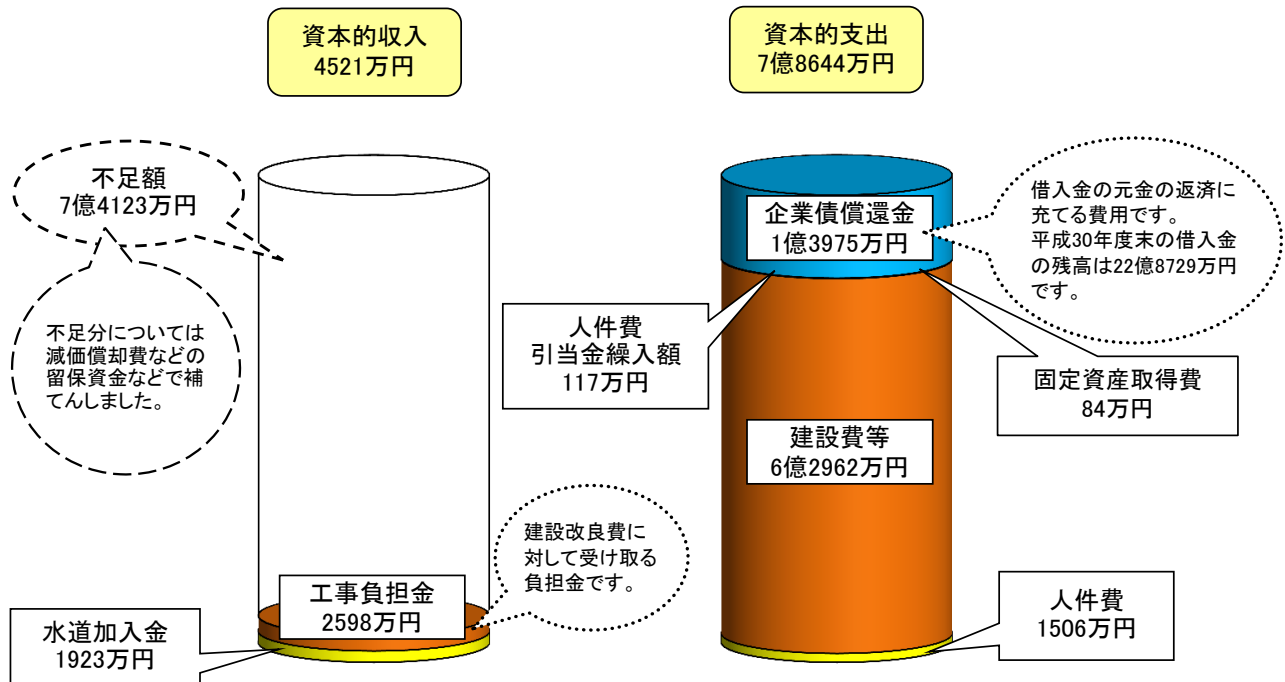 資本的収入
4521万円
資本的支出
7億8644万円
不足額
7億4123万円
不足分については
減価償却費などの
留保資金などで補
てんしました。
工事負担金
2598万円
建設改良費に
対して受け取る
負担金です。
水道加入金
1923万円
企業債償還金
1億3975万円
借入金の元金の返済に
充てる費用です。
平成30年度末の借入金
の残高は22億8729万円
です。
人件費
引当金繰入額
117万円
固定資産取得費
84万円
建設費等
6億2962万円
人件費
1506万円